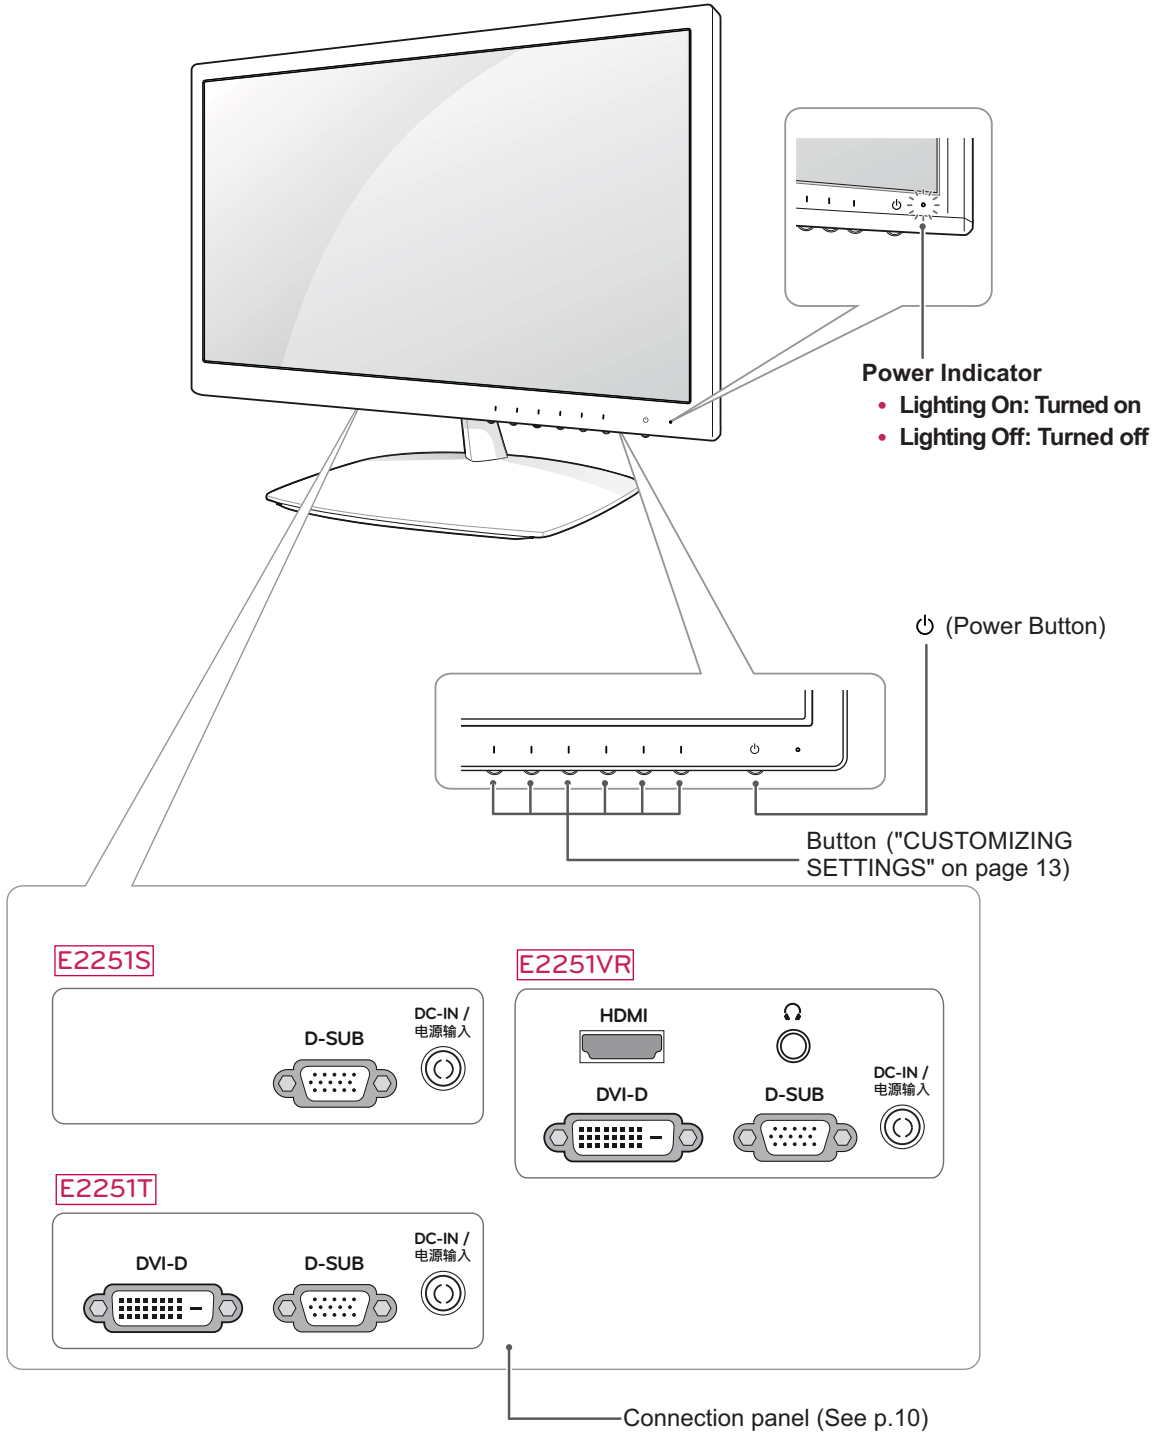 Power Indicator
• Lighting On: Turned on
• Lighting Off: Turned off
(Power Button)
Button ("CUSTOMIZING
SETTINGS" on page 13)
E2251S
D-SUB
DC-IN /
电源输入
E2251VR
HDMI
DVI-D
D-SUB
DC-IN /
电源输入
E2251T
DVI-D
D-SUB
DC-IN /
电源输入
Connection panel (See p.10)